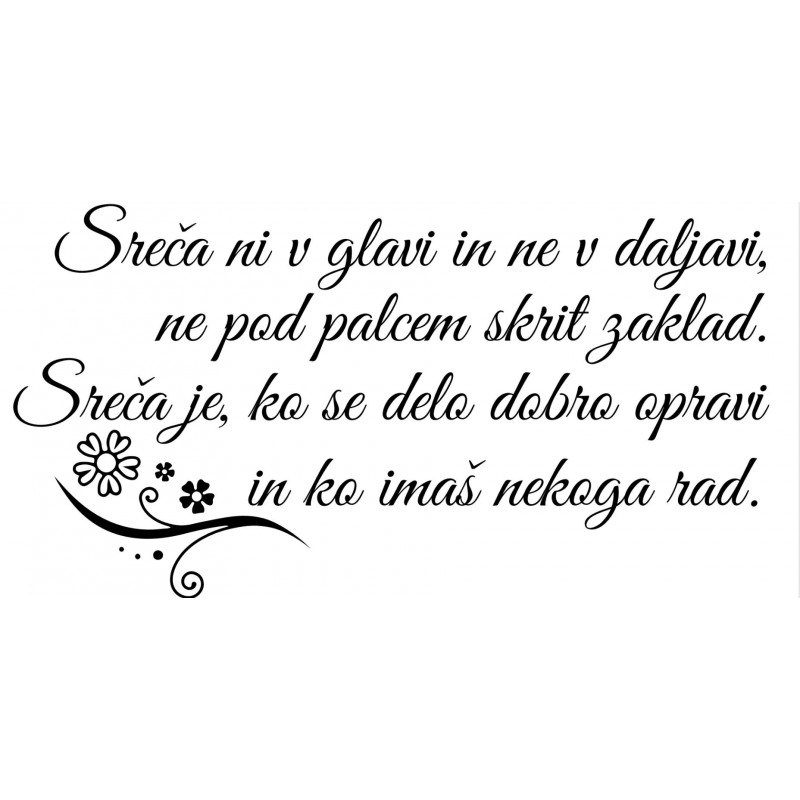 Sreča ni v glavi in ne v daljavi,
ne pod palcem skrit zaklad.
Sreča je, ko se delo dobro opravi
in ko imaš nekoga rad.